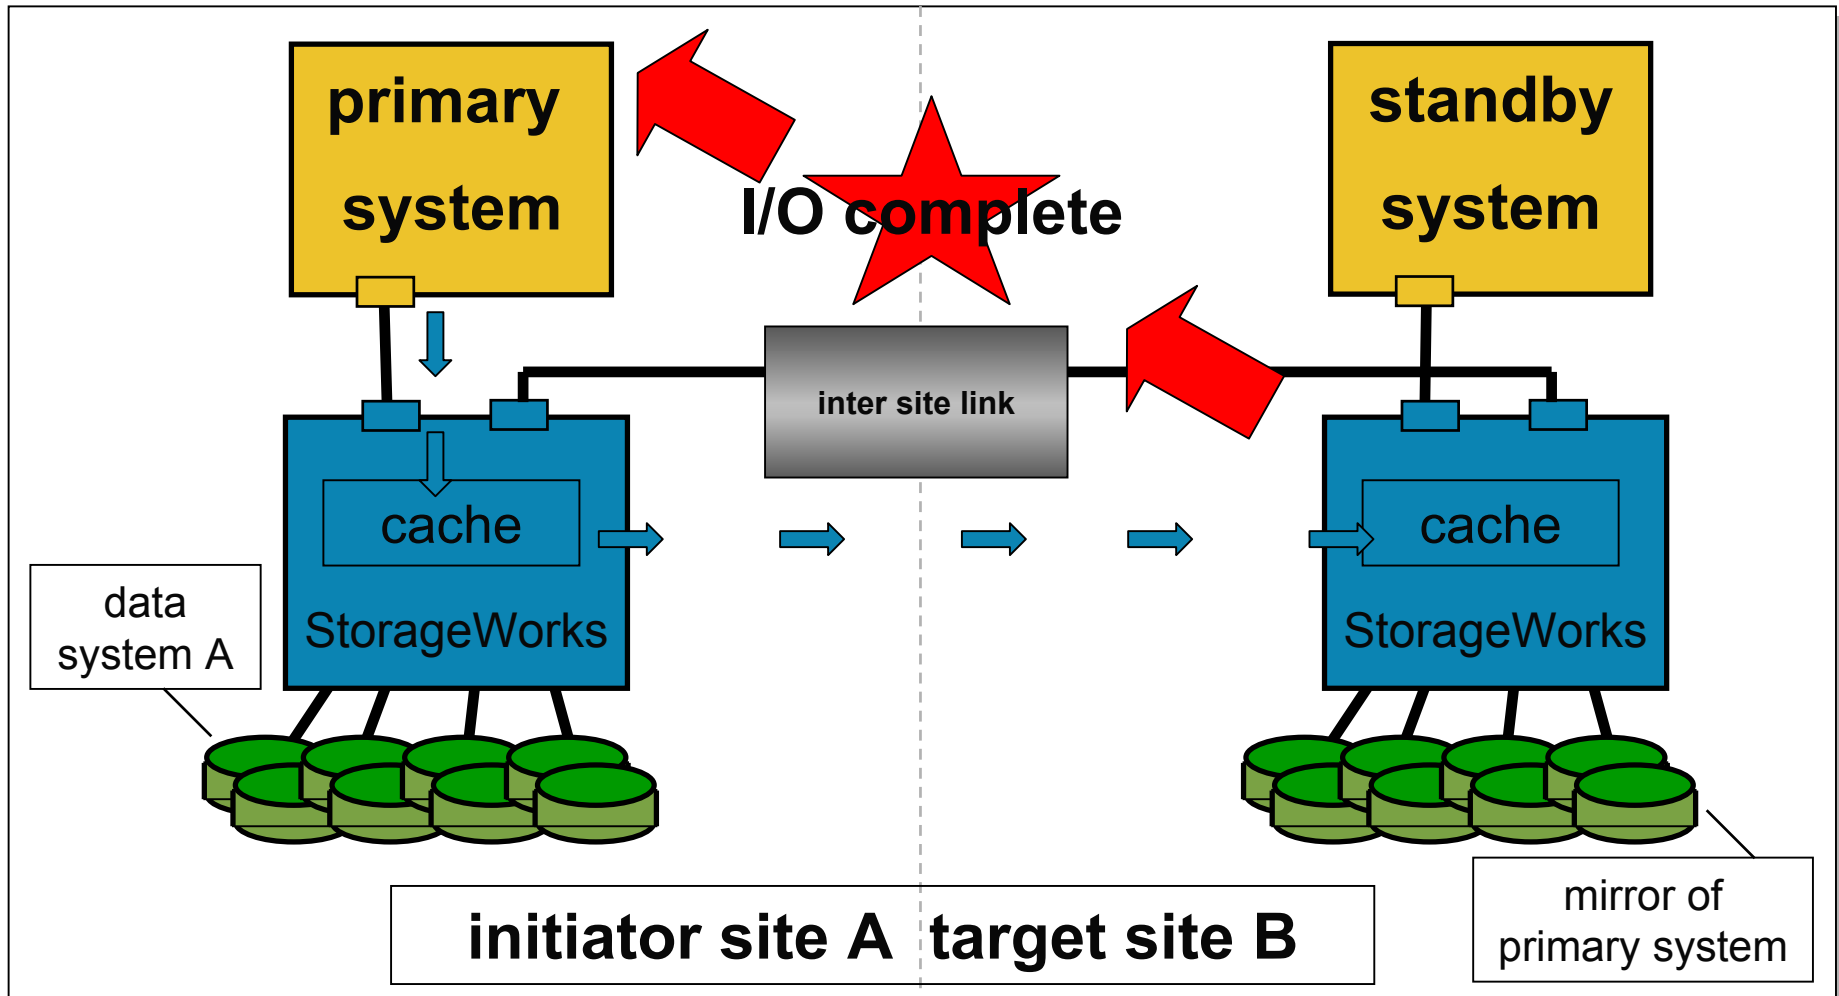 primary
system
standby
system
I/O complete
inter site link
cache
cache
StorageWorks
StorageWorks
data
system A
mirror of
primary system
initiator site A target site B